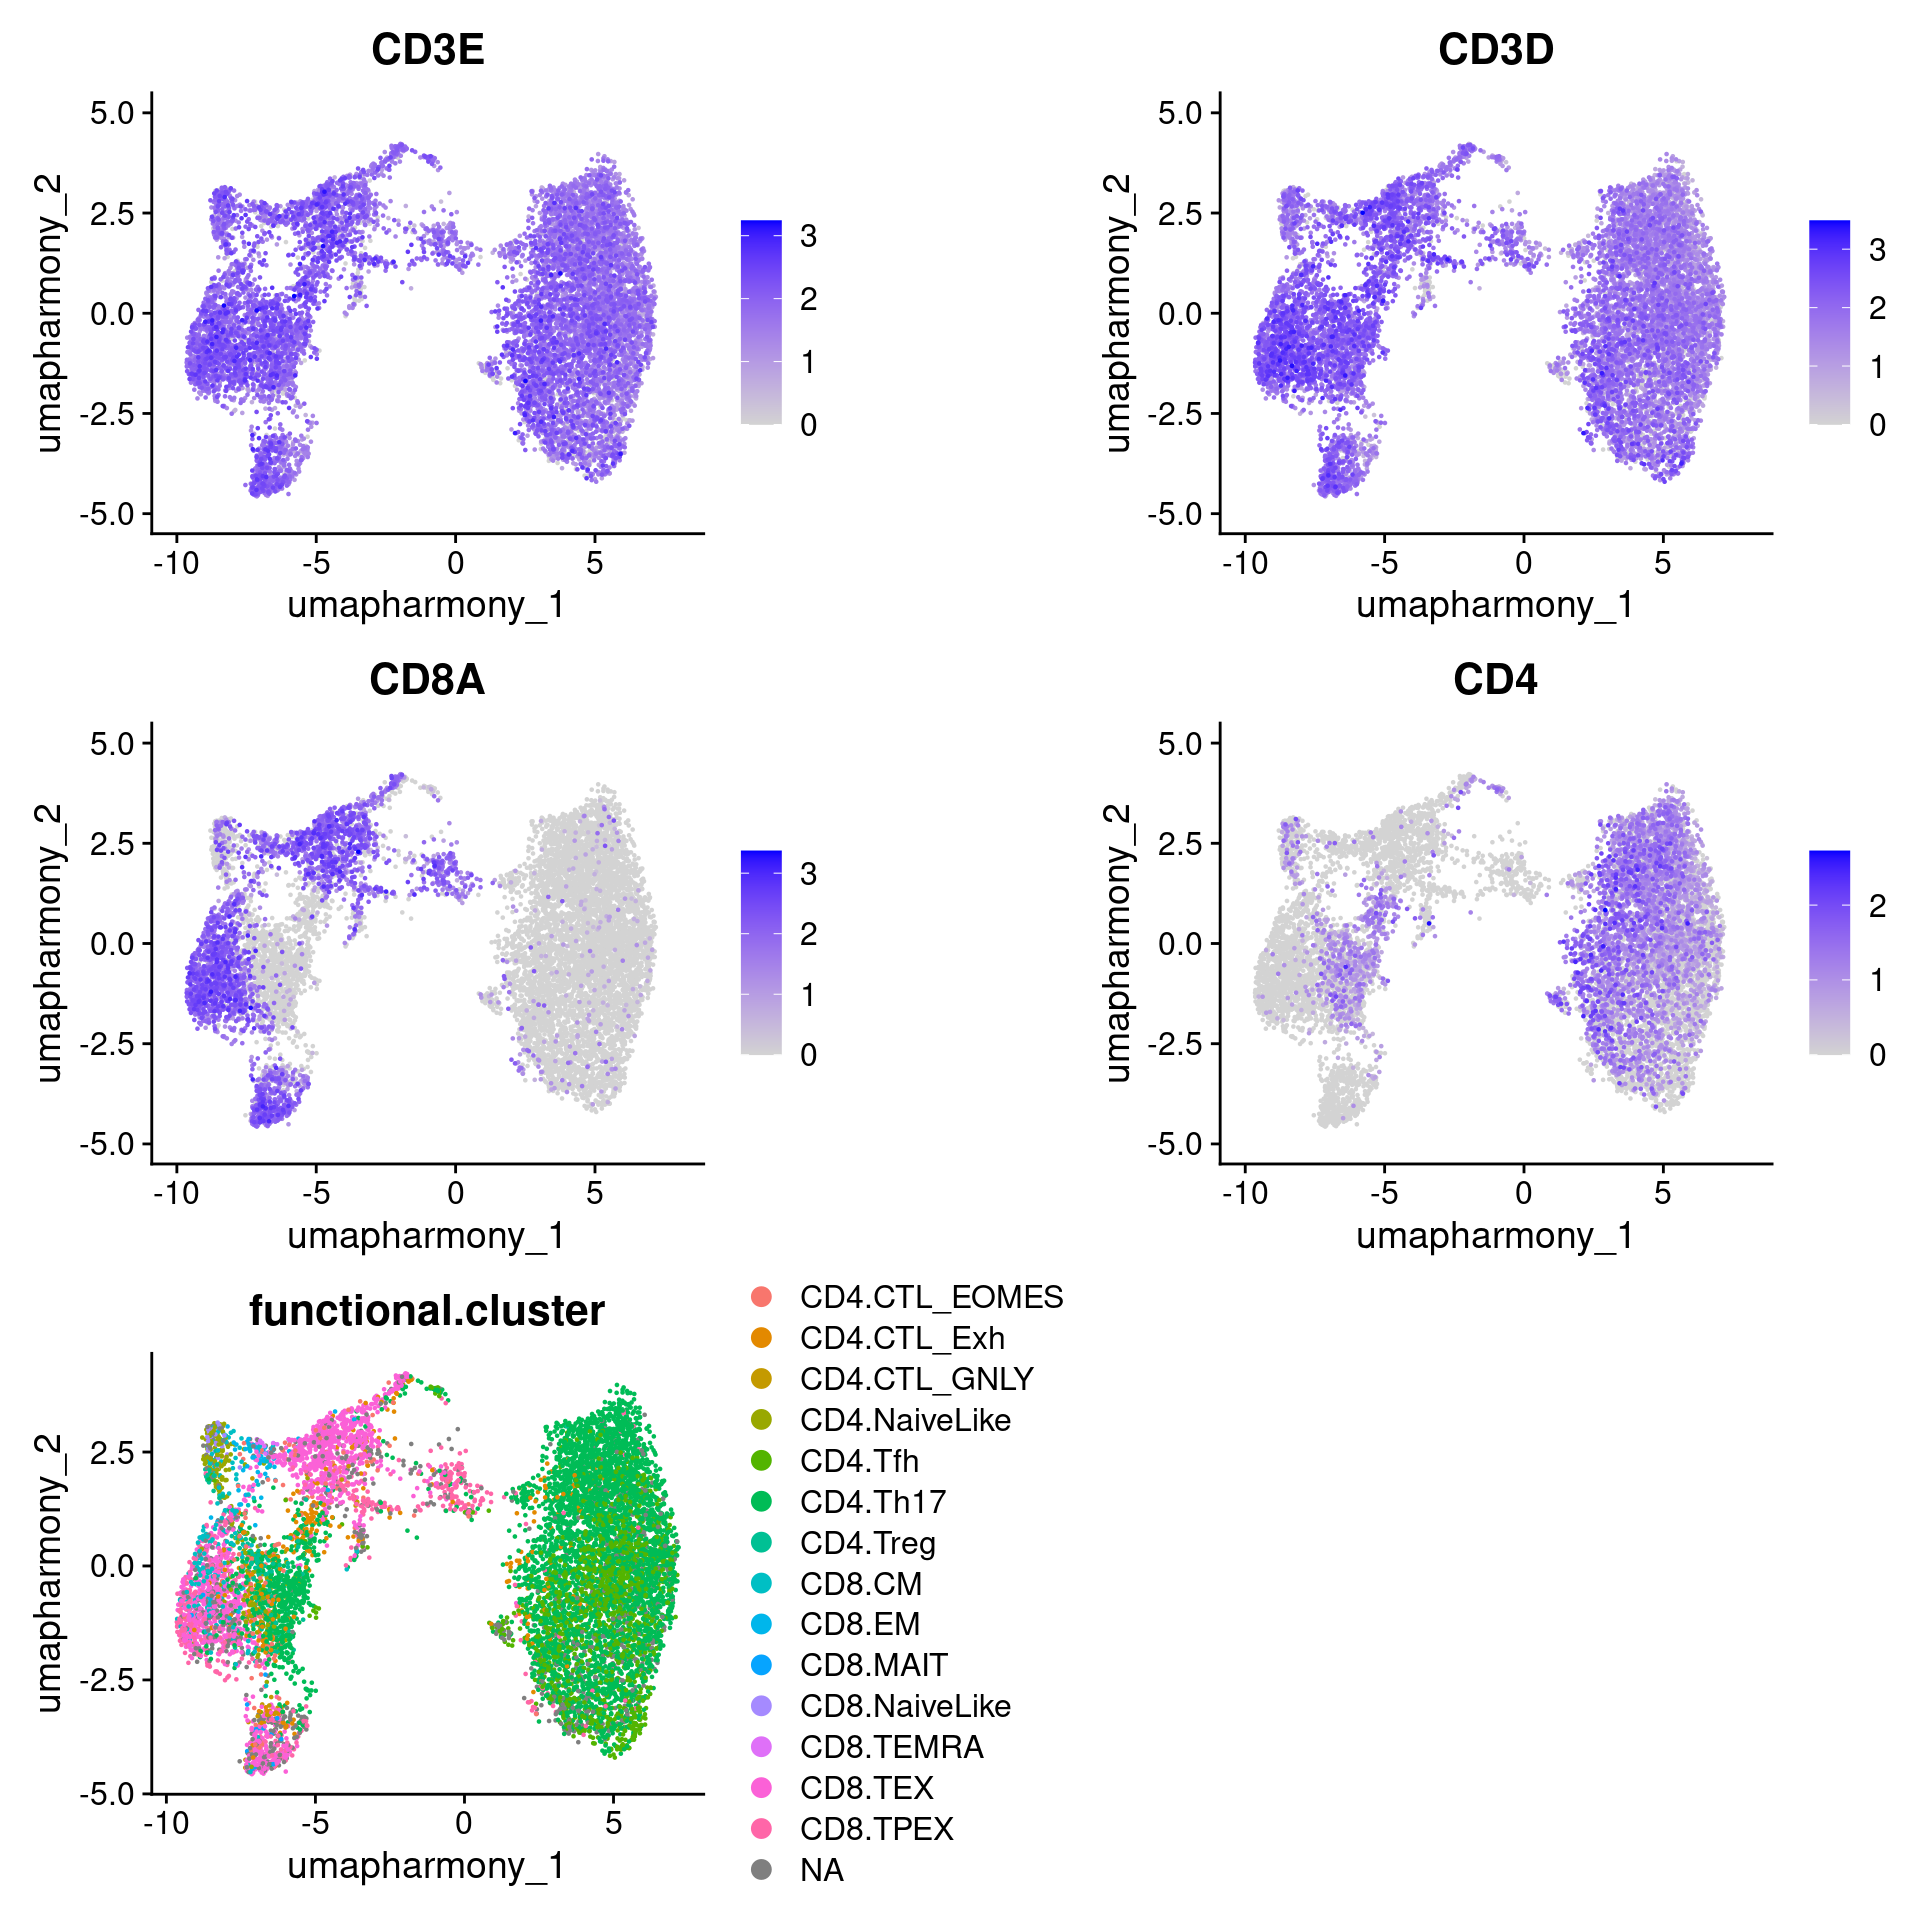 CD3E
5.0
2.5
0.0
-2.5
-5.0
-10
-5
0
5
umapharmony_1
umapharmony_2
3
2
1
0
CD3D
5.0
2.5
0.0
-2.5
-5.0
-10
-5
0
5
umapharmony_1
umapharmony_2
3
2
1
0
CD8A
5.0
2.5
0.0
-2.5
-5.0
-10
-5
0
5
umapharmony_1
umapharmony_2
3
2
1
0
CD4
5.0
2.5
0.0
-2.5
-5.0
-10
-5
0
5
umapharmony_1
umapharmony_2
2
1
0
functional.cluster
2.5
0.0
-2.5
-5.0
-10
-5
0
5
umapharmony_1
umapharmony_2
CD4.CTL_EOMES
CD4.CTL_Exh
CD4.CTL_GNLY
CD4.NaiveLike
CD4.Tfh
CD4.Th17
CD4.Treg
CD8.CM
CD8.EM
CD8.MAIT
CD8.NaiveLike
CD8.TEMRA
CD8.TEX
CD8.TPEX
NA